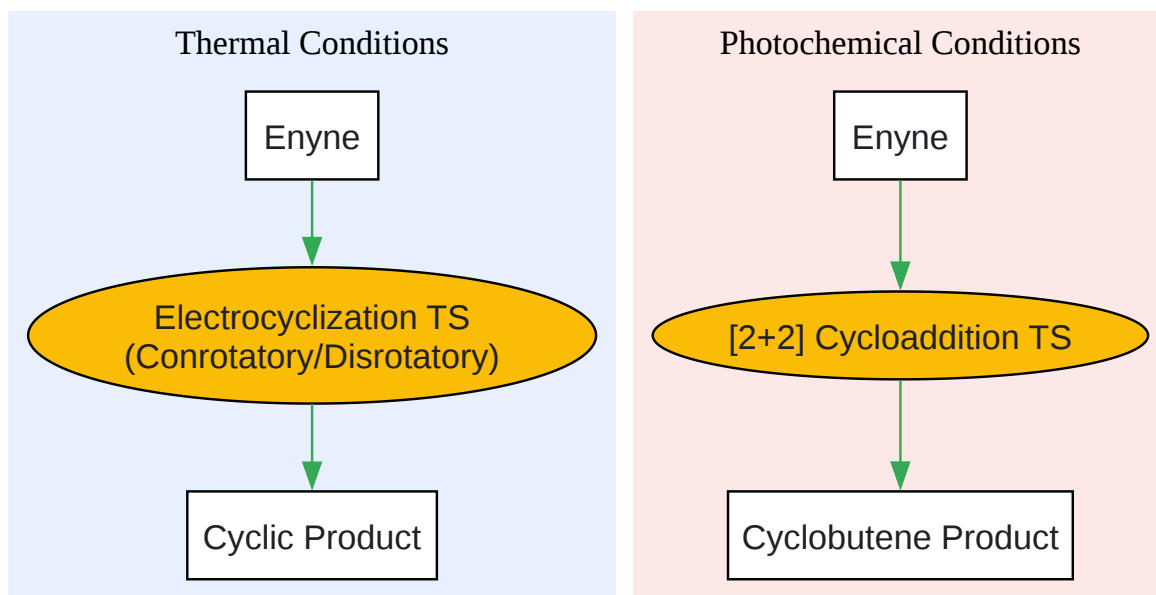 Thermal Conditions
Enyne
Electrocyclization TS
(Conrotatory/Disrotatory)
Cyclic Product
Photochemical Conditions
Enyne
[2+2] Cycloaddition TS
Cyclobutene Product